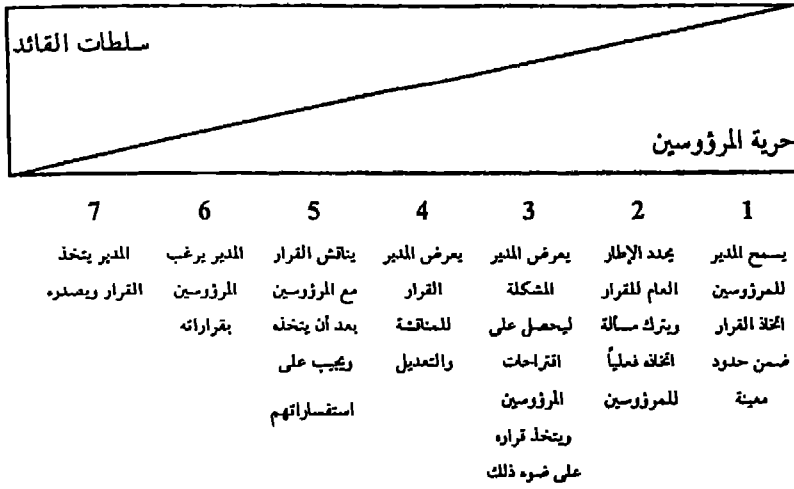 سلطات القائد
حرية المرؤوسين
1
يسمح المدير
للمرؤوسين
اتخاذ القرار
ضمن حدود
معينة
2
يحدد الإطار
العام للقرار
ويترك مسألة
اتخاذه فعلياً
للمرؤوسين
3
يعرض المدير
المشكلة
ليحصل على
اقتراحات
المرؤوسين
ويتخذ قراره
على ضوء ذلك
4
يعرض المدير
القرار
للمناقشة
والتعديل
5
يناقش القرار
مع المرؤوسين
بعد أن يتخذه
ويجيب على
استفساراتهم
6
المدير يرغب
المرؤوسين
بقراراته
7
المدير يتخذ
القرار ويصدره